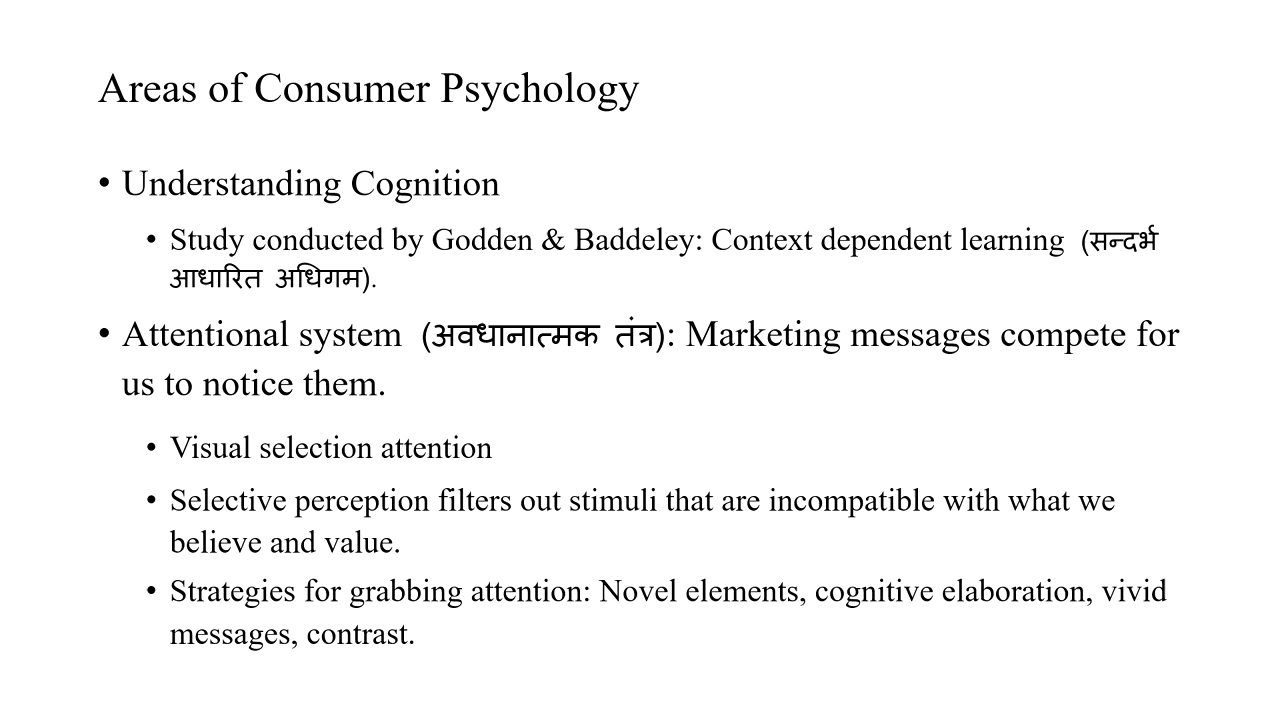 Areas of Consumer Psychology
• Understanding Cognition
• Study conducted by Godden & Baddeley: Context dependent learning (सन्दर्भ
आधारित अधिगम).
• Attentional system (अवधानात्मक तंत्र): Marketing messages compete for
us to notice them.
• Visual selection attention
• Selective perception filters out stimuli that are incompatible with what we
believe and value.
• Strategies for grabbing attention: Novel elements, cognitive elaboration, vivid
messages, contrast.